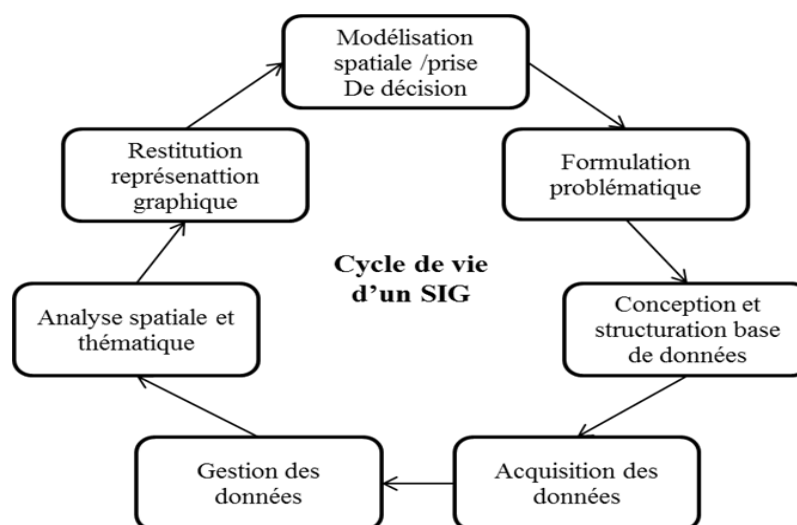 Modélisation
spatiale /prise
De décision
Formulation
problématique
Conception et
structuration base
de données
Acquisition des
données
Gestion des
données
Analyse spatiale et
thématique
Restitution
représenattion
graphique
Cycle de vie
d’un SIG